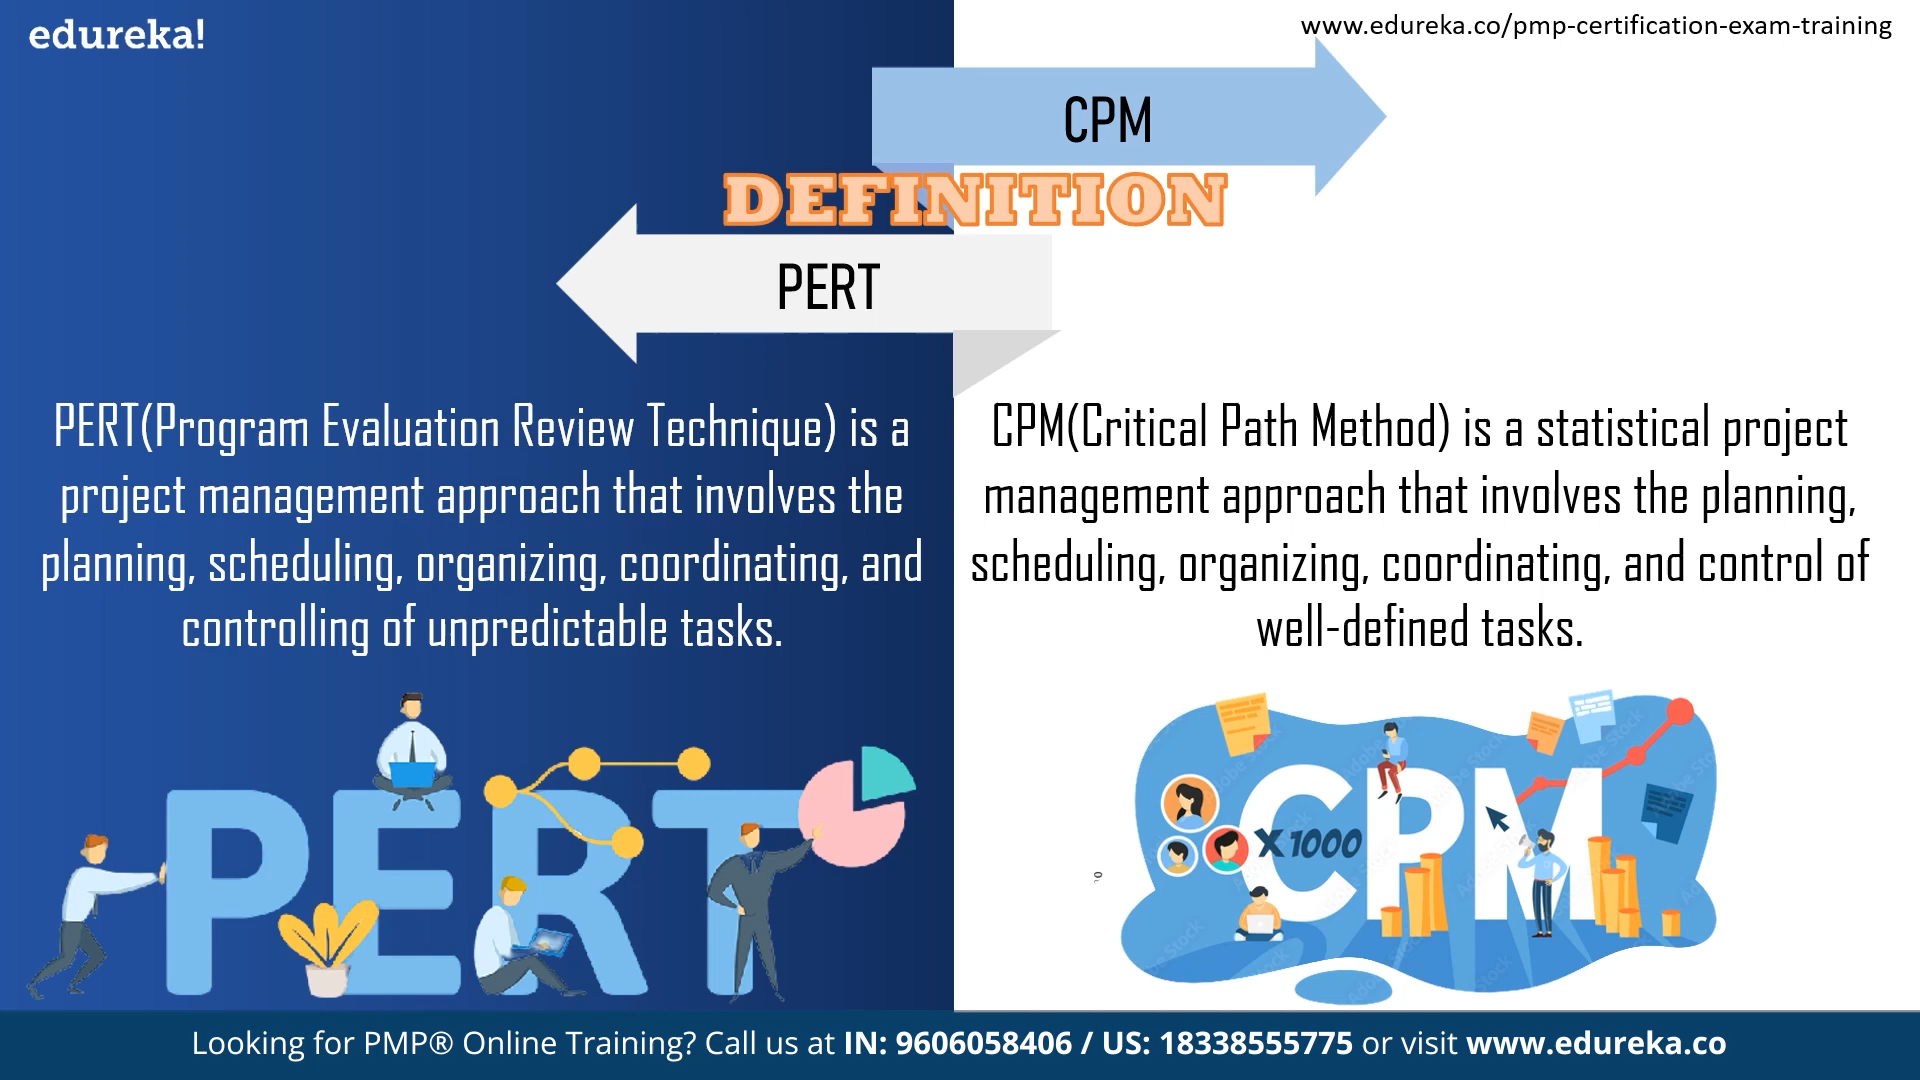 edureka!
www.edureka.co/pmp-certification-exam-training
CPM
DEFINITION
PERT
PERT(Program Evaluation Review Technique) is a
project management approach that involves the
planning, scheduling, organizing, coordinating, and
controlling of unpredictable tasks.
CPM(Critical Path Method) is a statistical project
management approach that involves the planning,
scheduling, organizing, coordinating, and control of
well-defined tasks.
PERT
CPM
X 1000
Looking for PMP® Online Training? Call us at IN: 9606058406 / US: 18338555775 or visit www.edureka.co